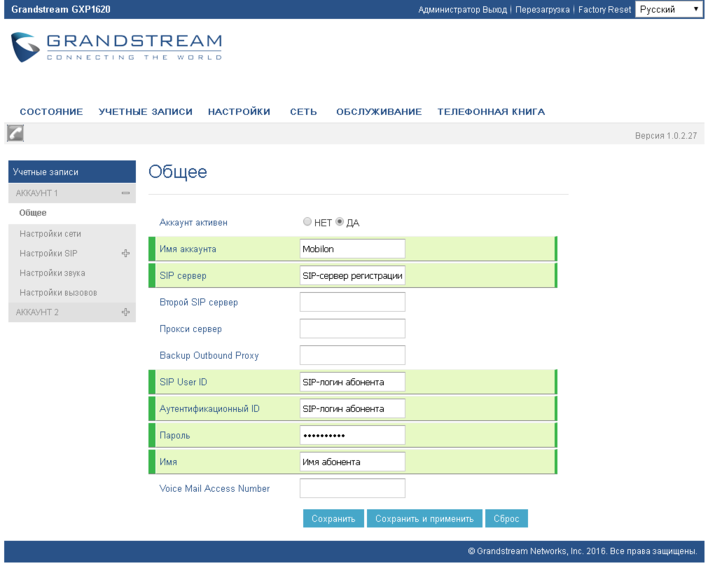 Grandstream GXP1620
Администратор Выход | Перезагрузка | Factory Reset Русский
GRANDSTREAM
CONNECTING THE WORLD
СОСТОЯНИЕ УЧЕТНЫЕ ЗАПИСИ НАСТРОЙКИ СЕТЬ ОБСЛУЖИВАНИЕ ТЕЛЕФОННАЯ КНИГА
Версия 1.0.2.27
Учетные записи
АККАУНТ 1
Общее
Настройки сети
Настройки SIP
Настройки звука
Настройки вызовов
АККАУНТ 2
Общее
Аккаунт активен НЕТ ДА
Имя аккаунта Mobilon
SIP сервер SIP-сервер регистрации
Второй SIP сервер
Прокси сервер
Backup Outbound Proxy
SIP User ID SIP-логин абонента
Аутентификационный ID SIP-логин абонента
Пароль ••••••••••
Имя Имя абонента
Voice Mail Access Number
Сохранить Сохранить и применить Сброс
© Grandstream Networks, Inc. 2016. Все права защищены.